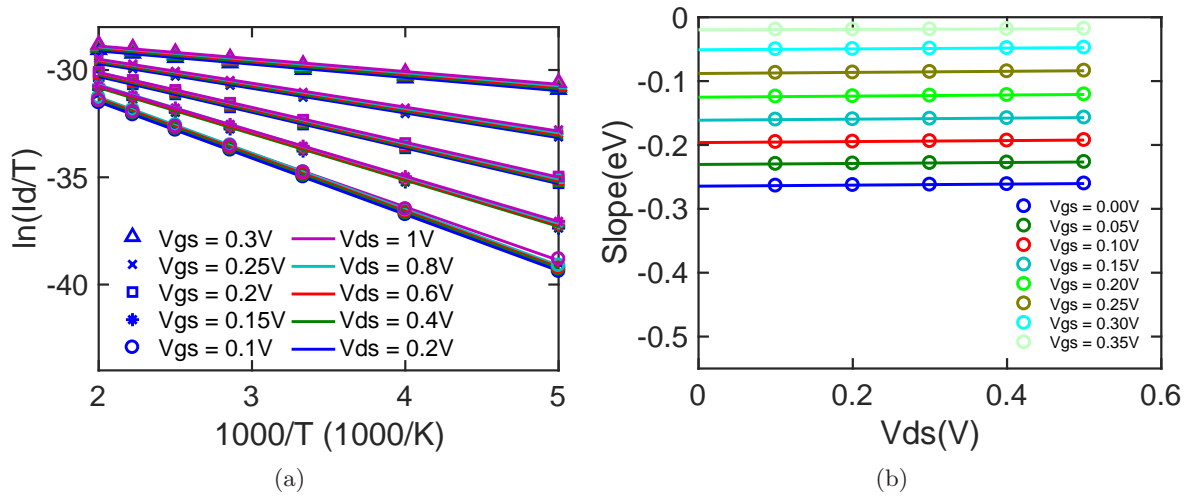 -30
-35
-40
ln(Id/T)
Vgs = 0.3V
Vgs = 0.25V
Vgs = 0.2V
Vgs = 0.15V
Vgs = 0.1V
Vds = 1V
Vds = 0.8V
Vds = 0.6V
Vds = 0.4V
Vds = 0.2V
2 3 4 5
1000/T (1000/K)
(a)
0
-0.1
-0.2
-0.3
-0.4
-0.5
Slope(eV)
Vgs = 0.00V
Vgs = 0.05V
Vgs = 0.10V
Vgs = 0.15V
Vgs = 0.20V
Vgs = 0.25V
Vgs = 0.30V
Vgs = 0.35V
0 0.2 0.4 0.6
Vds(V)
(b)